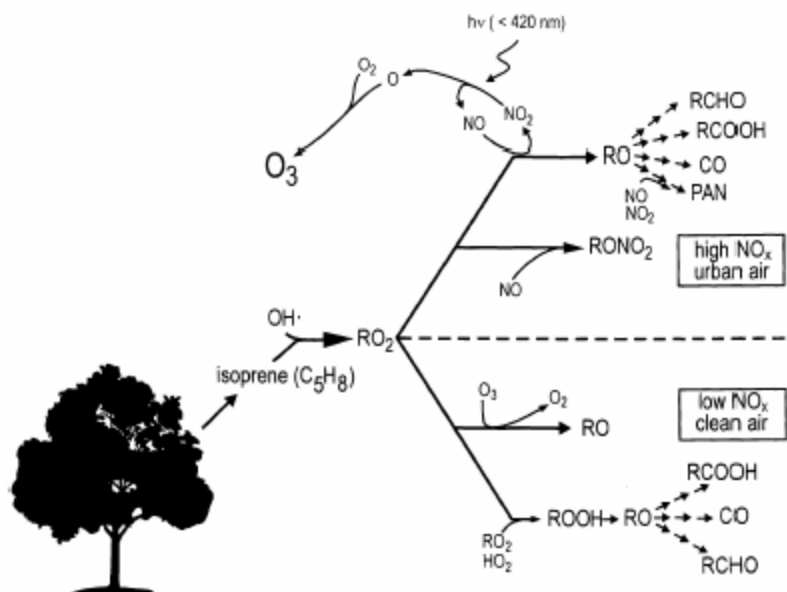 hν ( < 420 nm)
O₂
O
NO
NO₂
O₃
RO
RCHO
RCOOH
CO
PAN
NO
NO₂
RONO₂
NO
high NOₓ
urban air
OH·
isoprene (C₅H₈)
RO₂
O₃
O₂
RO
low NOₓ
clean air
RO₂
HO₂
ROOH
RO
RCOOH
CO
RCHO